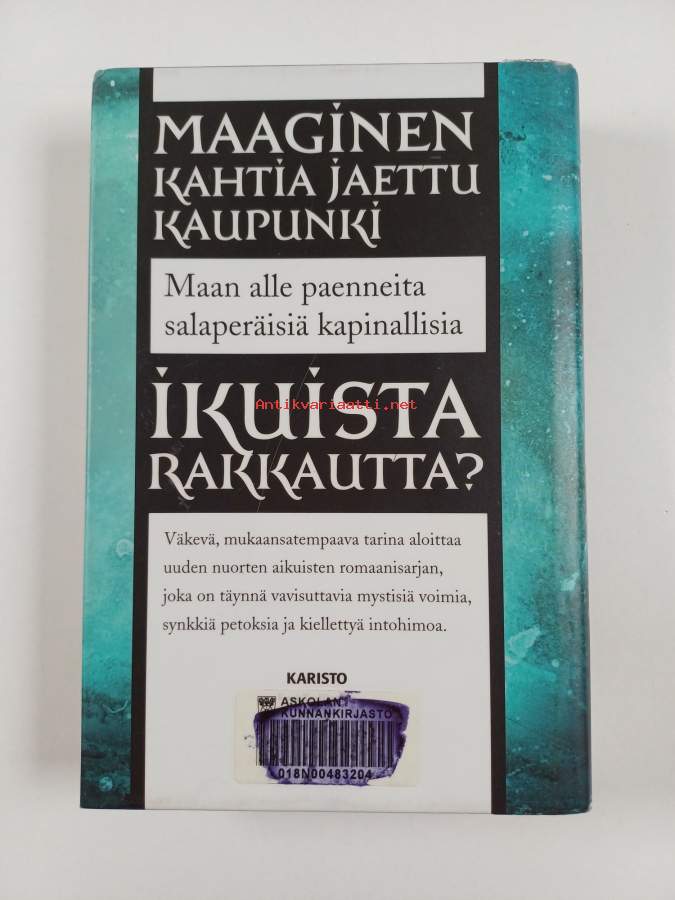 MAAGINEN
KAHTIA JAETTU
KAUPUNKI
Maan alle paenneita
salaperäisiä kapinallisia
Antikvariaatti.net
IKUISTA
RAKKAUTTA?
Väkevä, mukaansatempaava tarina aloittaa
uuden nuorten aikuisten romaanisarjan,
joka on täynnä vavisuttavia mystisiä voimia,
synkkiä petoksia ja kiellettyä intohimoa.
KARISTO
ASKOLAN
KUNNANKIRJASTO
018N00483204